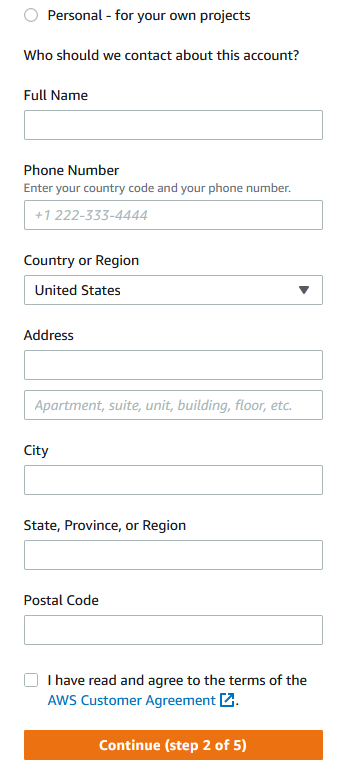 Personal - for your own projects
Who should we contact about this account?
Full Name
Phone Number
Enter your country code and your phone number.
+1 222-333-4444
Country or Region
United States
Address
Apartment, suite, unit, building, floor, etc.
City
State, Province, or Region
Postal Code
I have read and agree to the terms of the
AWS Customer Agreement.
Continue (step 2 of 5)